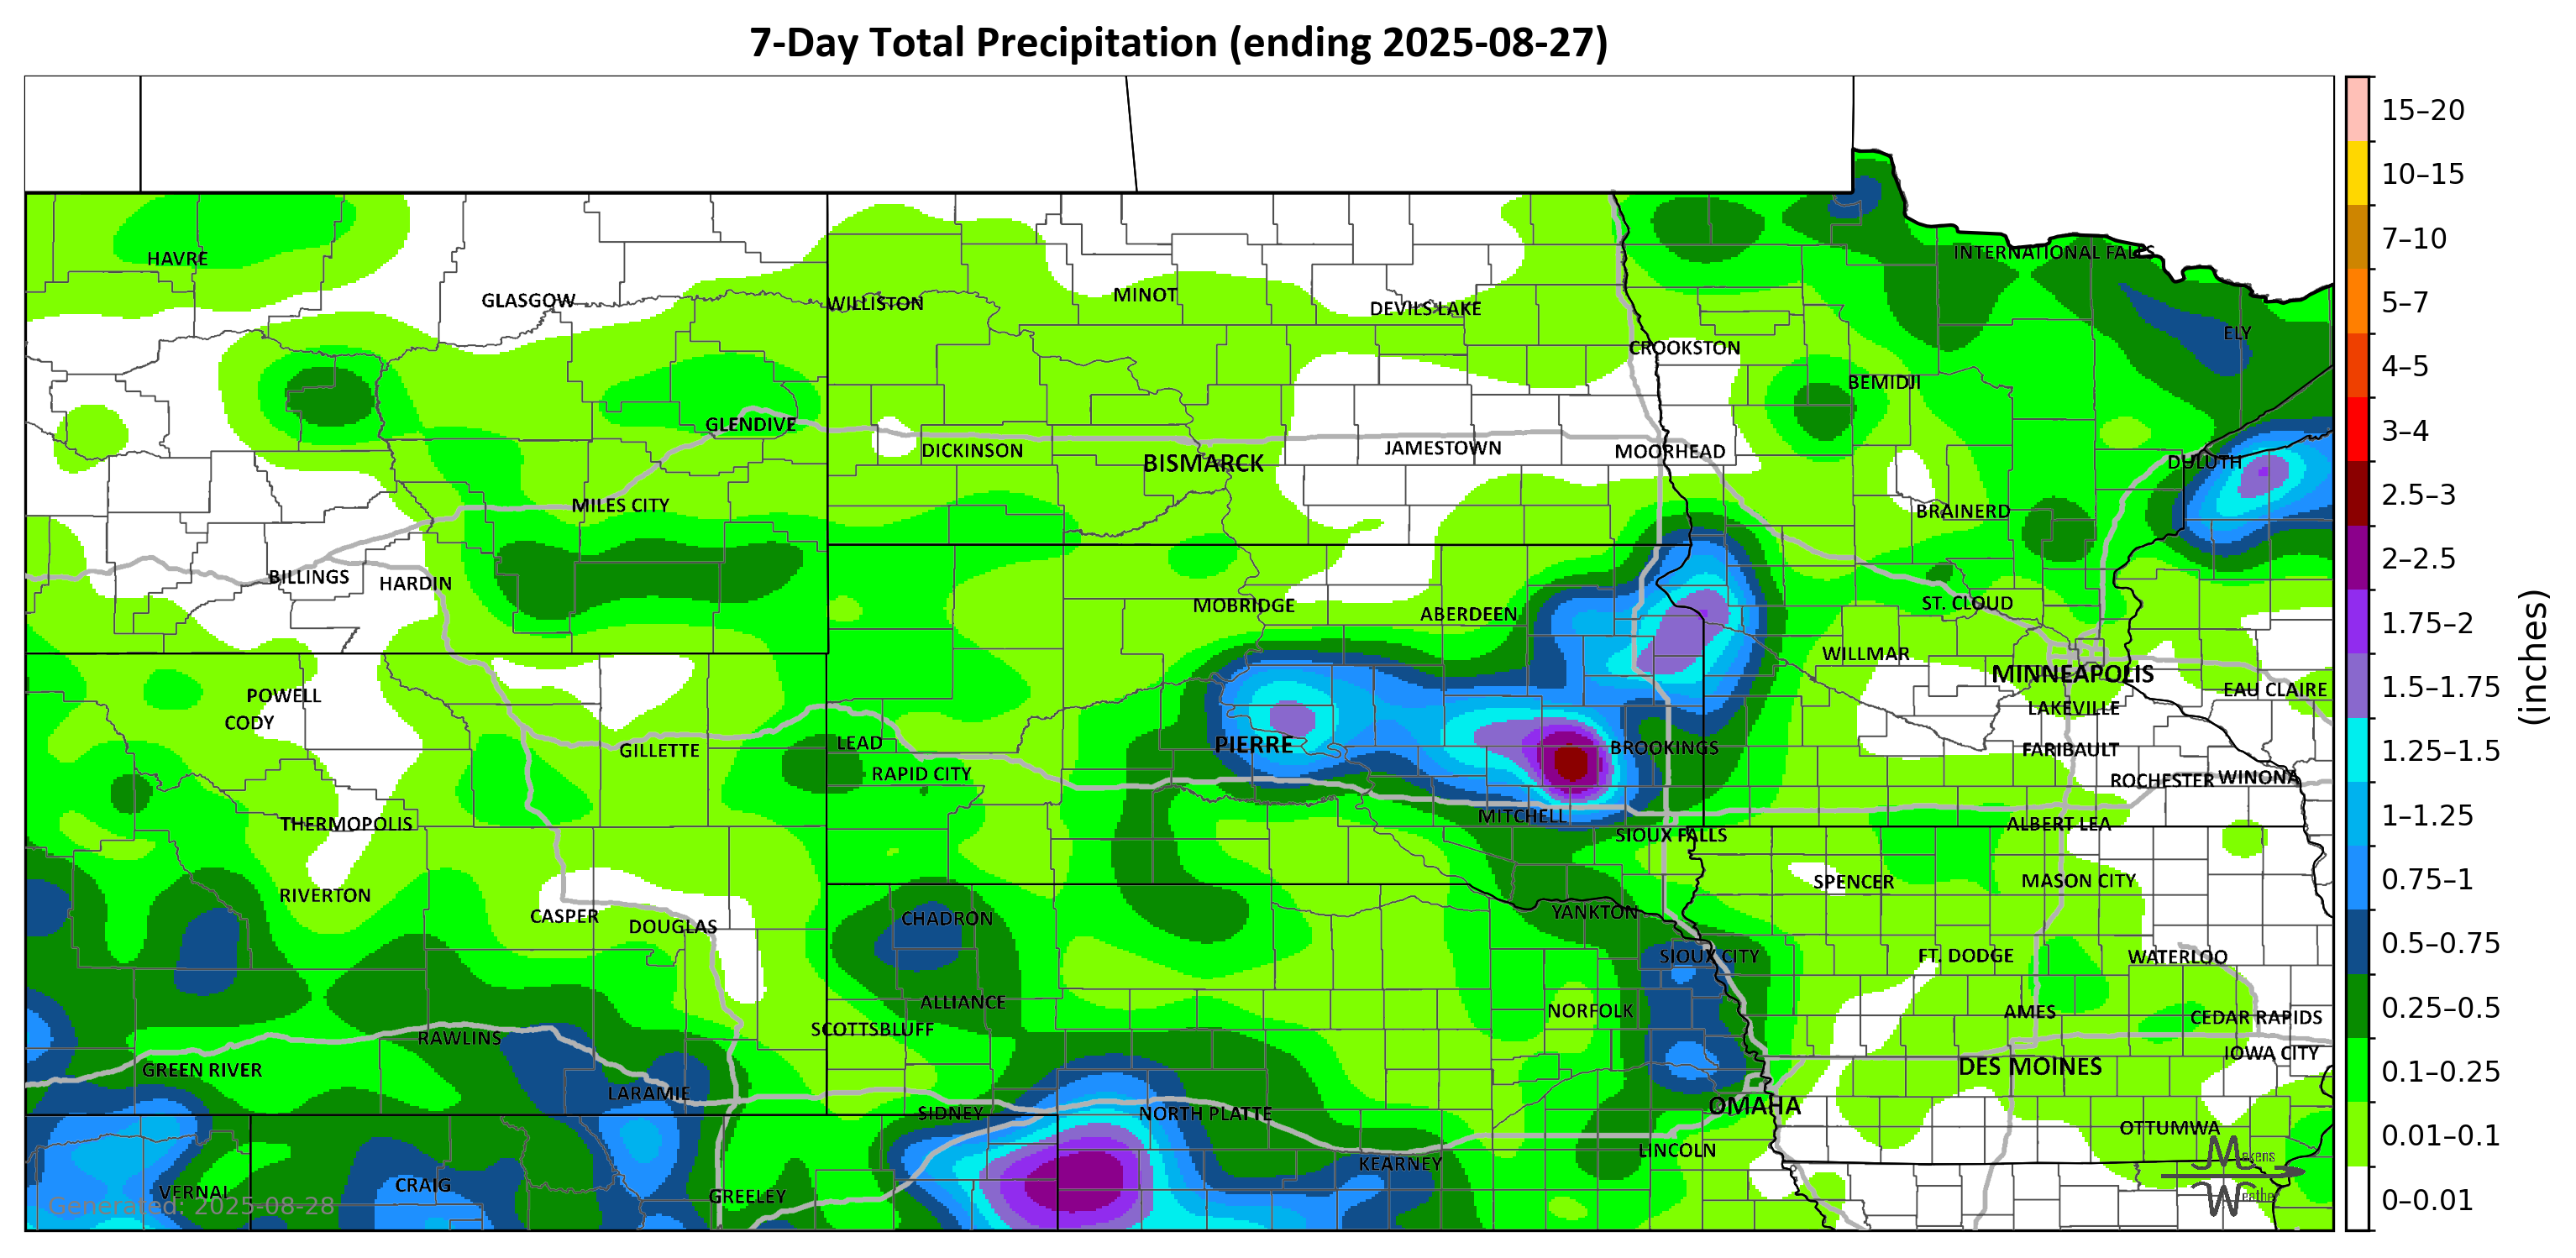 7-Day Total Precipitation (ending 2025-08-27)
15–20
10–15
7–10
5–7
4–5
3–4
2.5–3
2–2.5
1.75–2
1.5–1.75
1.25–1.5
1–1.25
0.75–1
0.5–0.75
0.25–0.5
0.1–0.25
0.01–0.1
0–0.01
(inches)
HAVRE
INTERNATIONAL FALLS
GLASGOW
WILLISTON
MINOT
DEVILS LAKE
ELY
CROOKSTON
BEMIDJI
GLENDIVE
DICKINSON
BISMARCK
JAMESTOWN
MOORHEAD
DULUTH
MILES CITY
BRAINERD
BILLINGS
HARDIN
MOBRIDGE
ABERDEEN
ST. CLOUD
WILLMAR
MINNEAPOLIS
POWELL
EAU CLAIRE
CODY
LAKEVILLE
GILLETTE
LEAD
PIERRE
BROOKINGS
FARIBAULT
RAPID CITY
ROCHESTER
WINONA
THERMOPOLIS
MITCHELL
ALBERT LEA
SIOUX FALLS
RIVERTON
SPENCER
MASON CITY
CASPER
DOUGLAS
CHADRON
YANKTON
SIOUX CITY
FT. DODGE
WATERLOO
ALLIANCE
NORFOLK
AMES
CEDAR RAPIDS
SCOTTSBLUFF
RAWLINS
IOWA CITY
GREEN RIVER
DES MOINES
LARAMIE
SIDNEY
NORTH PLATTE
OMAHA
OTTUMWA
LINCOLN
KEARNEY
VERNAL
CRAIG
GREELEY
Generated: 2025-08-28
Makens
Weather